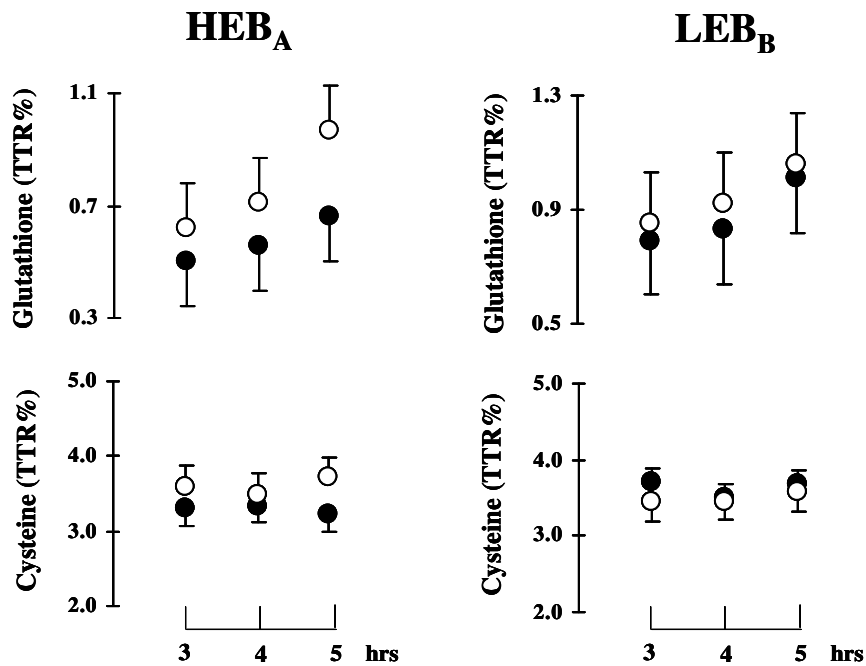 HEB_A
LEB_B
Glutathione (TTR%)
1.1
0.7
0.3
Glutathione (TTR%)
1.3
0.9
0.5
Cysteine (TTR%)
5.0
4.0
3.0
2.0
3 4 5 hrs
Cysteine (TTR%)
5.0
4.0
3.0
2.0
3 4 5 hrs